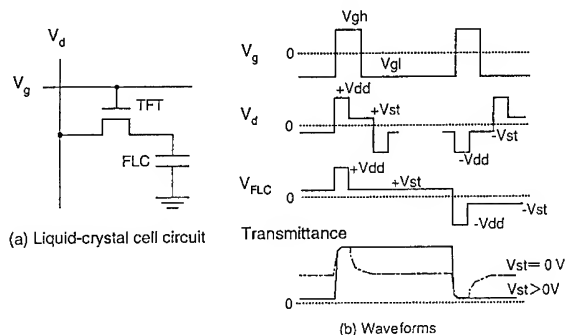 V_d
V_g
TFT
FLC
(a) Liquid-crystal cell circuit
Vgh
V_g
0
Vgl
+Vdd
+Vst
V_d
0
-Vst
-Vdd
V_FLC
+Vdd
+Vst
0
-Vdd
-Vst
Transmittance
Vst=0V
Vst>0V
0
(b) Waveforms